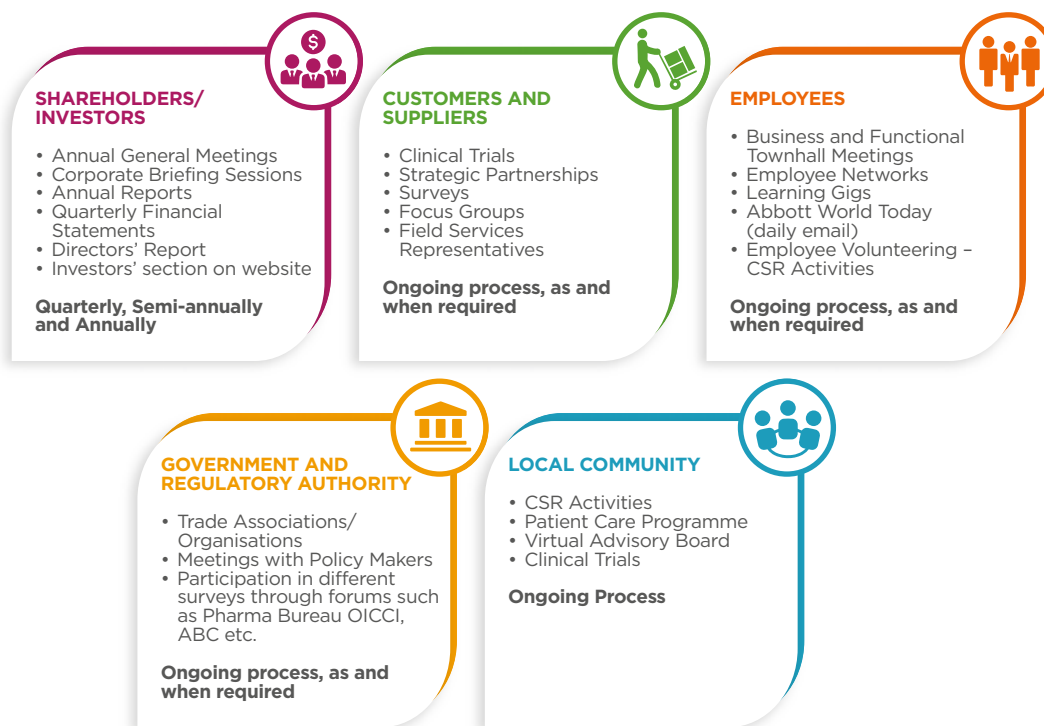 SHAREHOLDERS/
INVESTORS
• Annual General Meetings
• Corporate Briefing Sessions
• Annual Reports
• Quarterly Financial
Statements
• Directors’ Report
• Investors’ section on website
Quarterly, Semi-annually
and Annually
CUSTOMERS AND
SUPPLIERS
• Clinical Trials
• Strategic Partnerships
• Surveys
• Focus Groups
• Field Services
Representatives
Ongoing process, as and
when required
EMPLOYEES
• Business and Functional
Townhall Meetings
• Employee Networks
• Learning Gigs
• Abbott World Today
(daily email)
• Employee Volunteering –
CSR Activities
Ongoing process, as and
when required
GOVERNMENT AND
REGULATORY AUTHORITY
• Trade Associations/
Organisations
• Meetings with Policy Makers
• Participation in different
surveys through forums such
as Pharma Bureau OICCI,
ABC etc.
Ongoing process, as and
when required
LOCAL COMMUNITY
• CSR Activities
• Patient Care Programme
• Virtual Advisory Board
• Clinical Trials
Ongoing Process